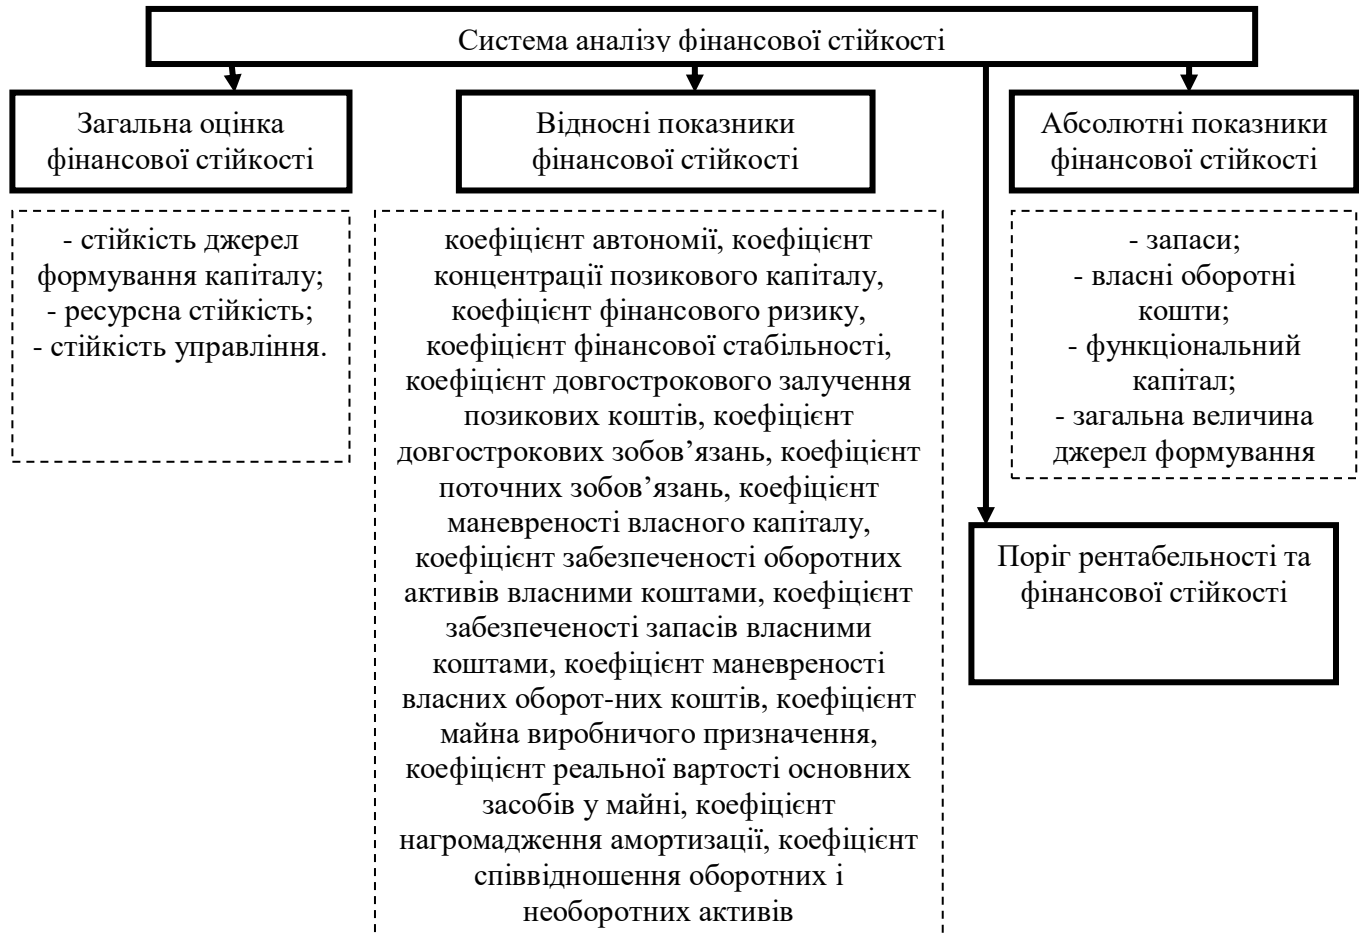 Система аналізу фінансової стійкості
Загальна оцінка
фінансової стійкості
- стійкість джерел
формування капіталу;
- ресурсна стійкість;
- стійкість управління.
Відносні показники
фінансової стійкості
коефіцієнт автономії, коефіцієнт
концентрації позикового капіталу,
коефіцієнт фінансового ризику,
коефіцієнт фінансової стабільності,
коефіцієнт довгострокового залучення
позикових коштів, коефіцієнт
довгострокових зобов’язань, коефіцієнт
поточних зобов’язань, коефіцієнт
маневреності власного капіталу,
коефіцієнт забезпеченості оборотних
активів власними коштами, коефіцієнт
забезпеченості запасів власними
коштами, коефіцієнт маневреності
власних оборот-них коштів, коефіцієнт
майна виробничого призначення,
коефіцієнт реальної вартості основних
засобів у майні, коефіцієнт
нагромадження амортизації, коефіцієнт
співвідношення оборотних і
необоротних активів
Абсолютні показники
фінансової стійкості
- запаси;
- власні оборотні
кошти;
- функціональний
капітал;
- загальна величина
джерел формування
Поріг рентабельності та
фінансової стійкості